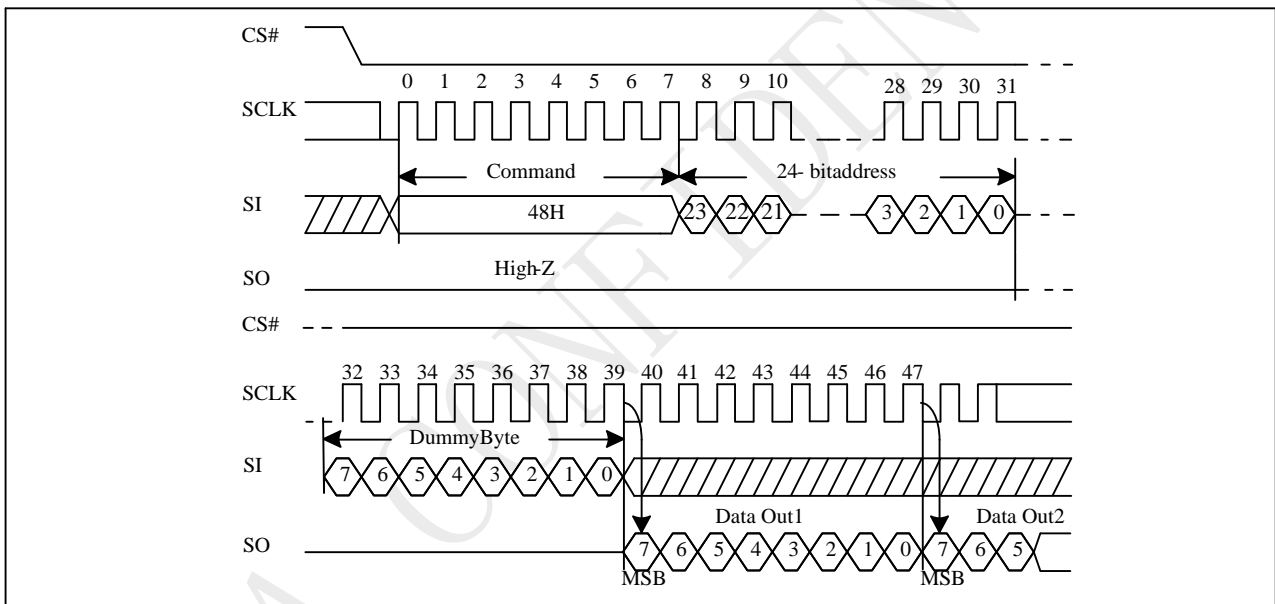 CS#
0 1 2 3 4 5 6 7 8 9 10 28 29 30 31
SCLK
Command 24- bitaddress
SI
48H 23 22 21 3 2 1 0
High-Z
SO
CS#
32 33 34 35 36 37 38 39 40 41 42 43 44 45 46 47
SCLK
DummyByte
SI
7 6 5 4 3 2 1 0
Data Out1 Data Out2
SO
7 6 5 4 3 2 1 0 7 6 5
MSB MSB